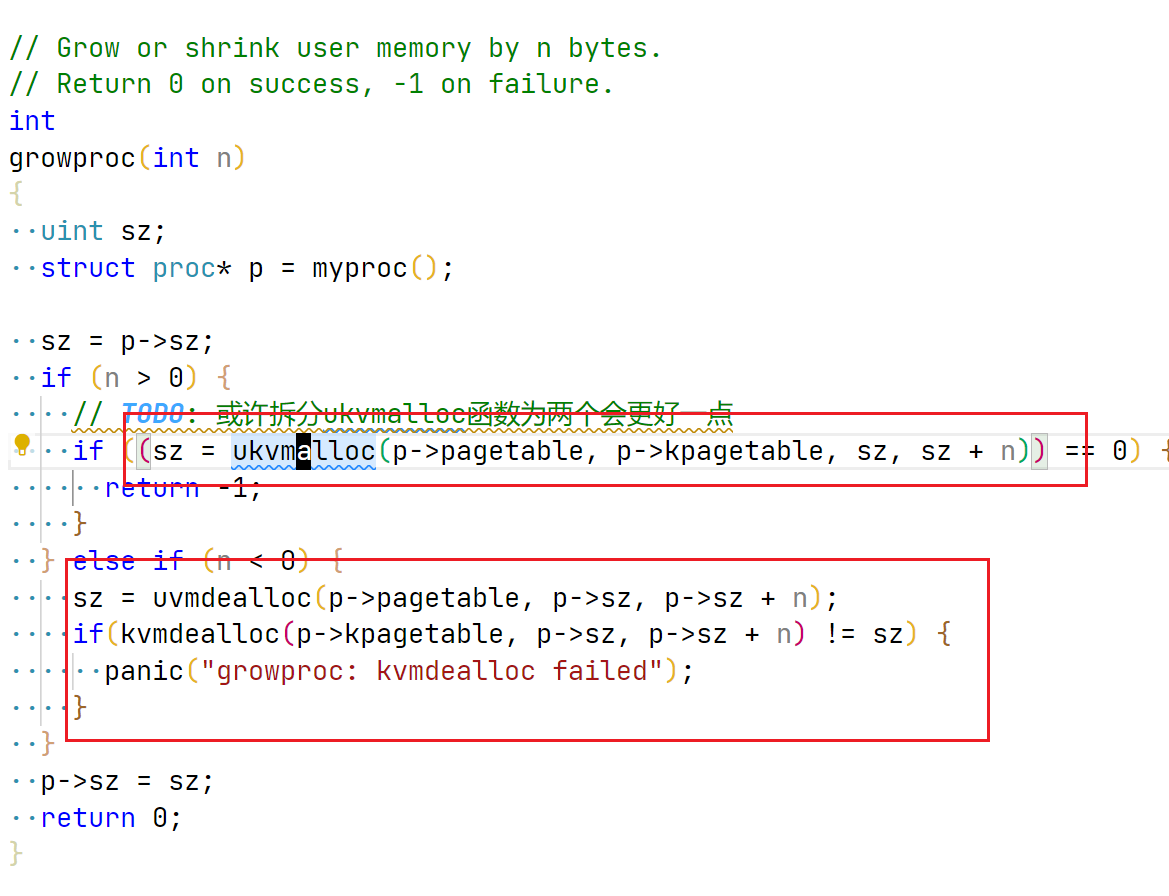 // Grow or shrink user memory by n bytes.
// Return 0 on success, -1 on failure.
int
growproc(int n)
{
··uint sz;
··struct proc* p = myproc();
··sz = p->sz;
··if (n > 0) {
····// TODO: 或许拆分ukvmalloc函数为两个会更好一点
····if ((sz = ukvmalloc(p->pagetable, p->kpagetable, sz, sz + n)) == 0) {
······return -1;
····}
··} else if (n < 0) {
····sz = uvmdealloc(p->pagetable, p->sz, p->sz + n);
····if(kvmdealloc(p->kpagetable, p->sz, p->sz + n) != sz) {
······panic("growproc: kvmdealloc failed");
····}
··}
··p->sz = sz;
··return 0;
}